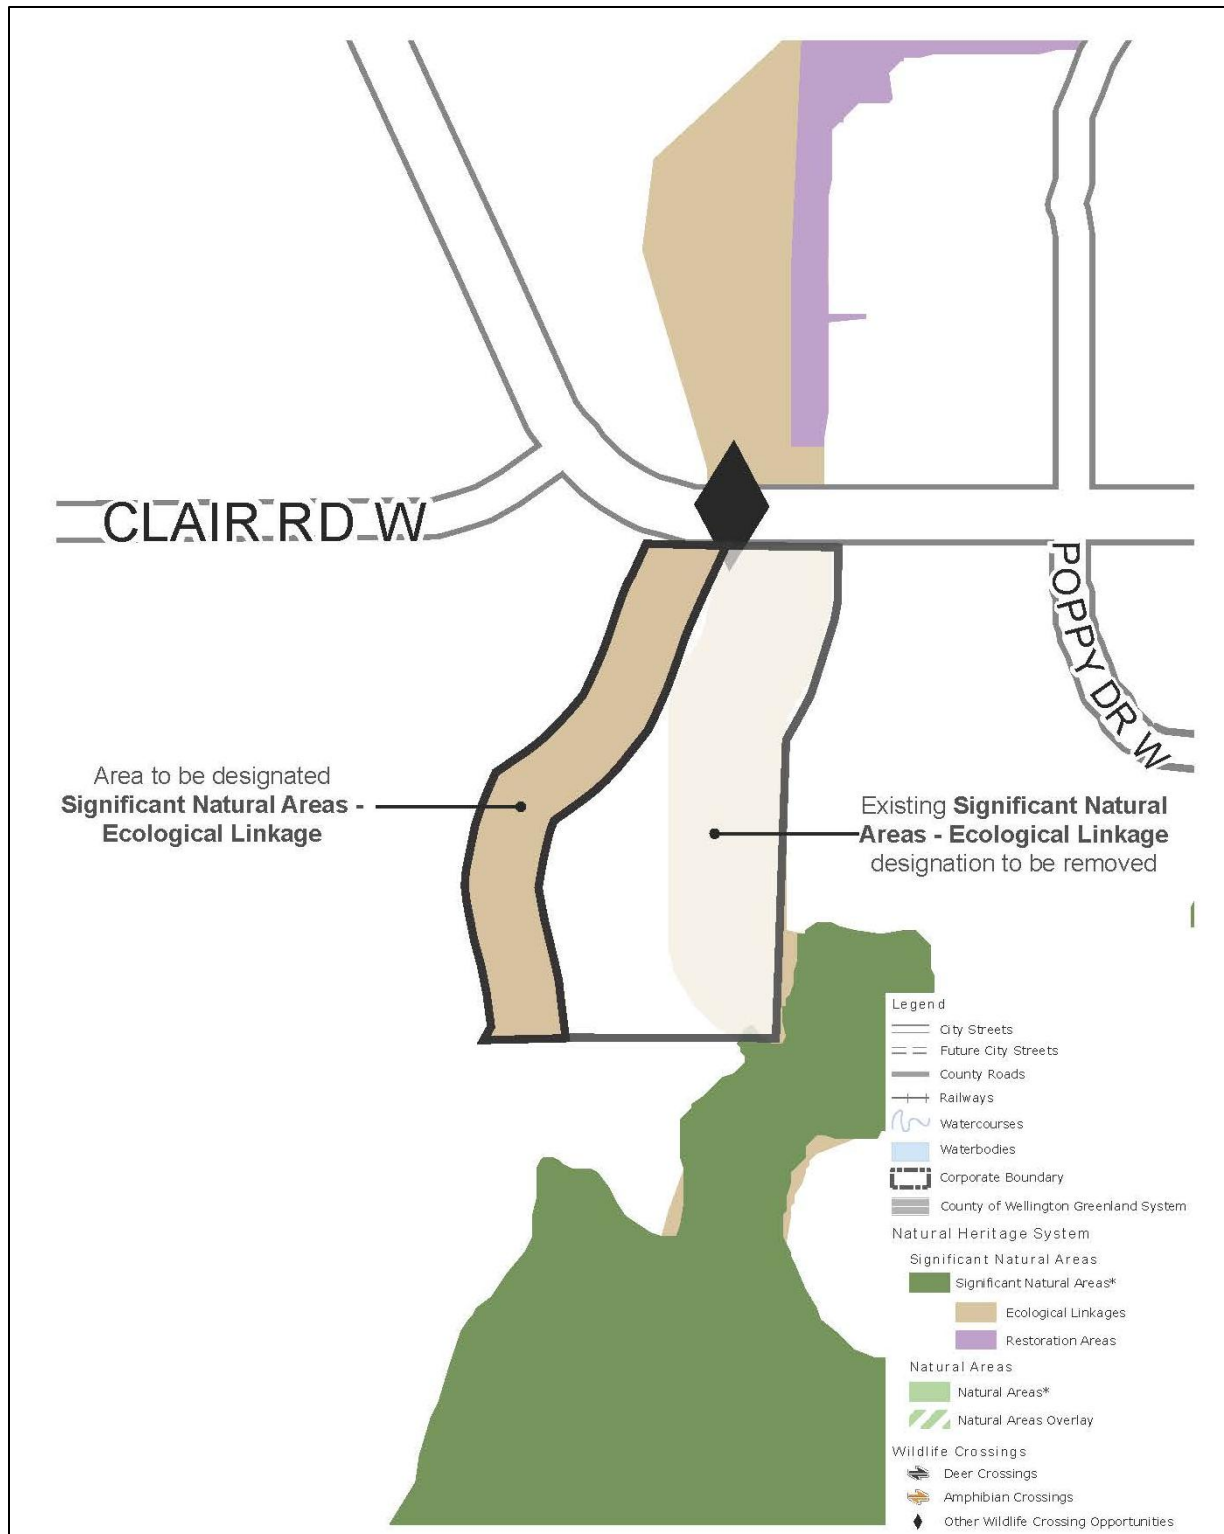 CLAIR RD W
POPPY DR W
Area to be designated
Significant Natural Areas -
Ecological Linkage
Existing Significant Natural
Areas - Ecological Linkage
designation to be removed
Legend
City Streets
Future City Streets
County Roads
Railways
Watercourses
Waterbodies
Corporate Boundary
County of Wellington Greenland System
Natural Heritage System
Significant Natural Areas
Significant Natural Areas*
Ecological Linkages
Restoration Areas
Natural Areas
Natural Areas*
Natural Areas Overlay
Wildlife Crossings
Deer Crossings
Amphibian Crossings
Other Wildlife Crossing Opportunities